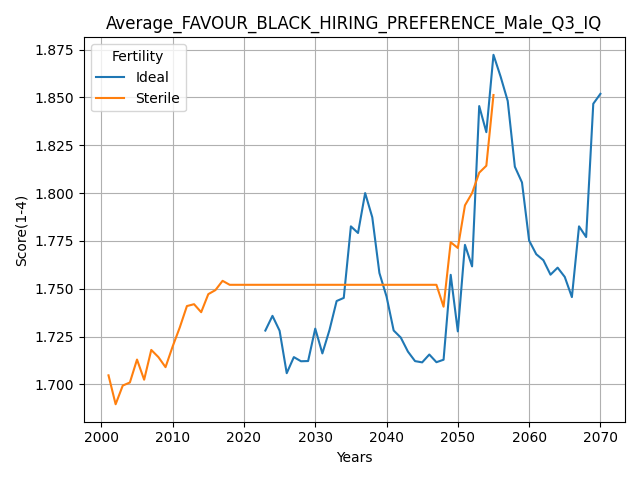 Average_FAVOUR_BLACK_HIRING_PREFERENCE_Male_Q3_IQ
Fertility
Ideal
Sterile
1.875
1.850
1.825
1.800
1.775
1.750
1.725
1.700
Score(1-4)
2000 2010 2020 2030 2040 2050 2060 2070
Years